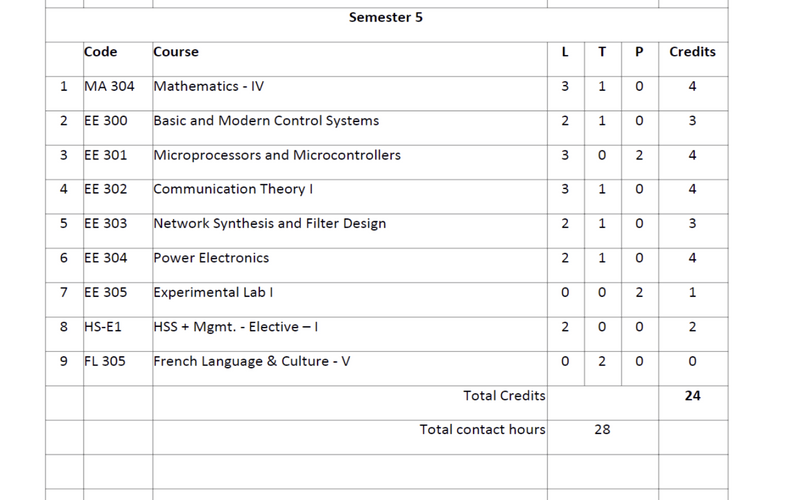 Semester 5
Code Course L T P Credits
1 MA 304 Mathematics - IV 3 1 0 4
2 EE 300 Basic and Modern Control Systems 2 1 0 3
3 EE 301 Microprocessors and Microcontrollers 3 0 2 4
4 EE 302 Communication Theory I 3 1 0 4
5 EE 303 Network Synthesis and Filter Design 2 1 0 3
6 EE 304 Power Electronics 2 1 0 4
7 EE 305 Experimental Lab I 0 0 2 1
8 HS-E1 HSS + Mgmt. - Elective – I 2 0 0 2
9 FL 305 French Language & Culture - V 0 2 0 0
Total Credits 24
Total contact hours 28